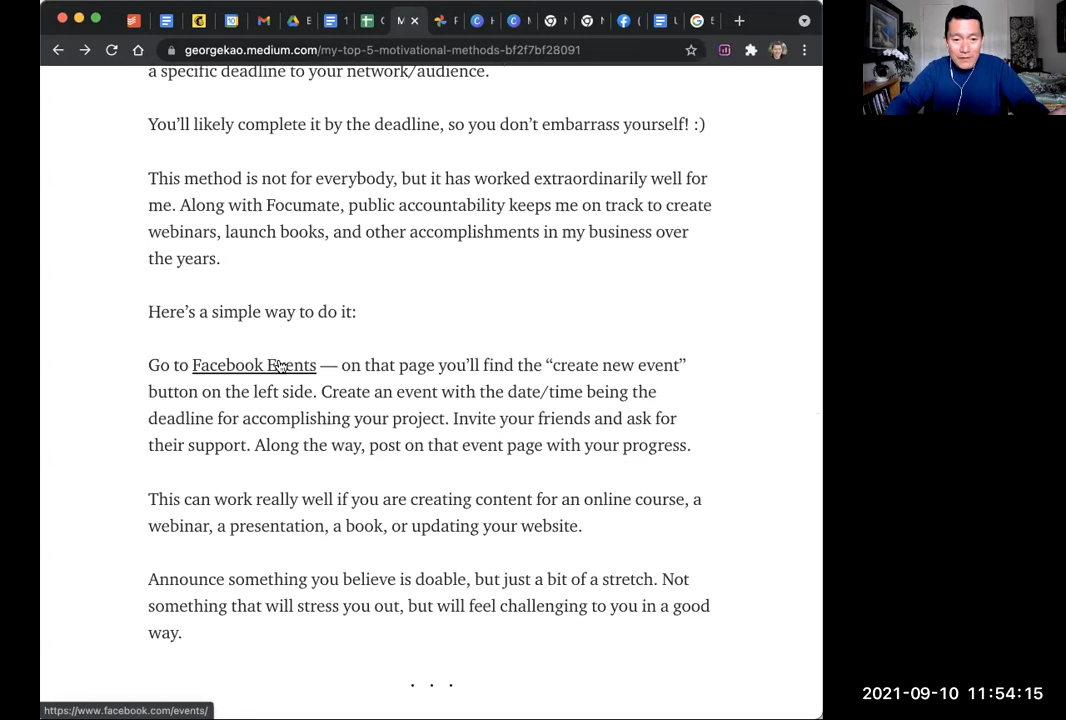 georgekao.medium.com/my-top-5-motivational-methods-bf2f7bf28091
a specific deadline to your network/audience.
You’ll likely complete it by the deadline, so you don’t embarrass yourself! :)
This method is not for everybody, but it has worked extraordinarily well for
me. Along with Focumate, public accountability keeps me on track to create
webinars, launch books, and other accomplishments in my business over
the years.
Here’s a simple way to do it:
Go to Facebook Events — on that page you’ll find the “create new event”
button on the left side. Create an event with the date/time being the
deadline for accomplishing your project. Invite your friends and ask for
their support. Along the way, post on that event page with your progress.
This can work really well if you are creating content for an online course, a
webinar, a presentation, a book, or updating your website.
Announce something you believe is doable, but just a bit of a stretch. Not
something that will stress you out, but will feel challenging to you in a good
way.
. . .
https://www.facebook.com/events/
2021-09-10 11:54:15